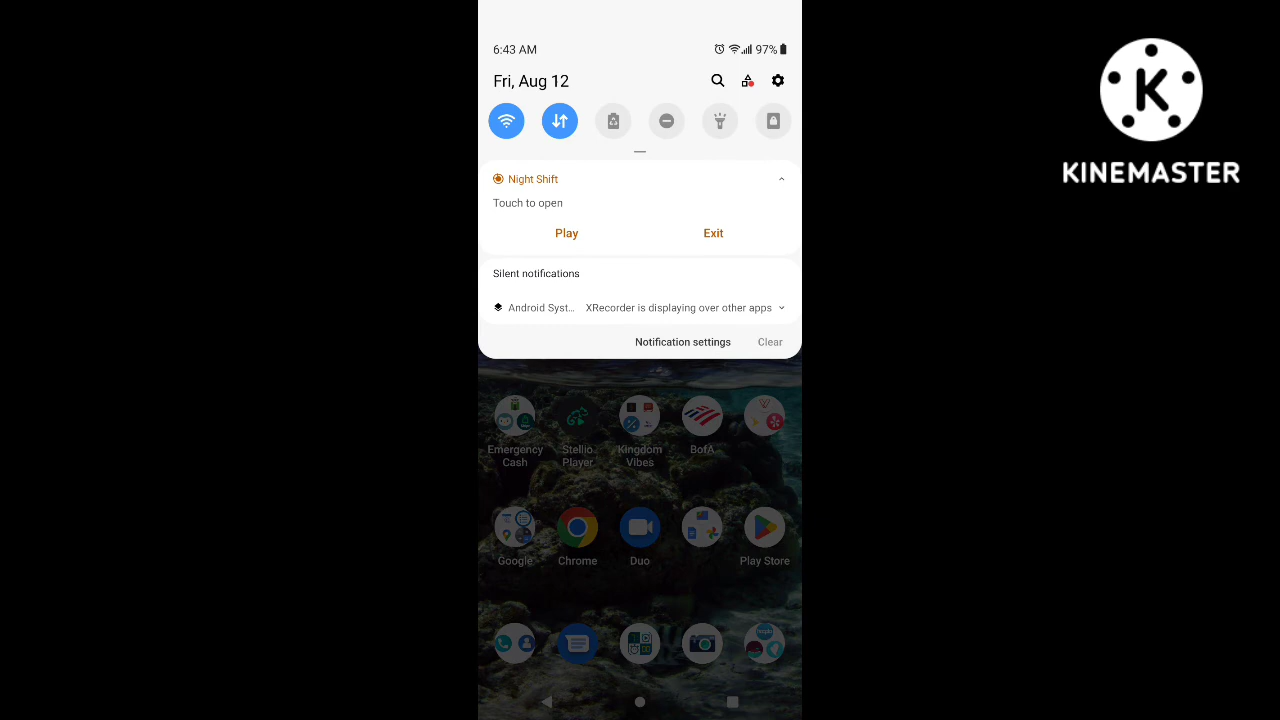 6:43 AM
97%
Fri, Aug 12
Night Shift
Touch to open
Play
Exit
Silent notifications
Android Syst...
XRecorder is displaying over other apps
Notification settings
Clear
Emergency
Cash
Stellio
Player
Kingdom
Vibes
BofA
Google
Chrome
Duo
Play Store
K
KINEMASTER